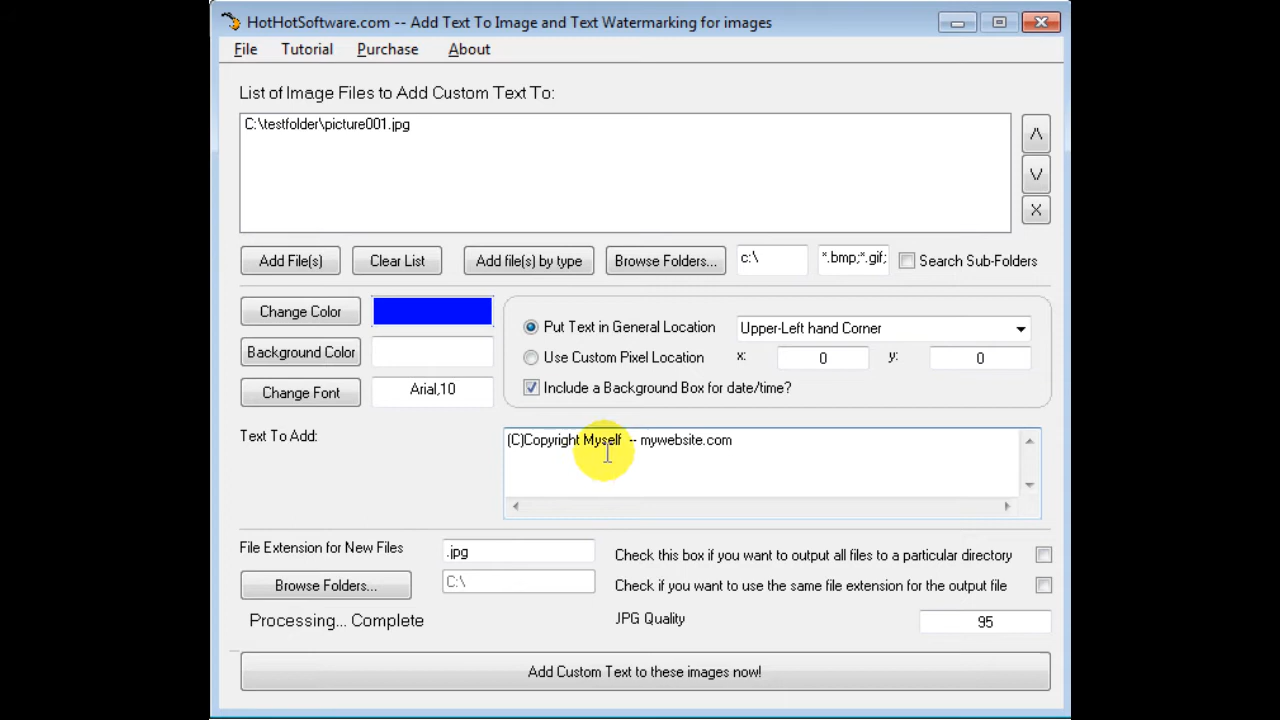 HotHotSoftware.com -- Add Text To Image and Text Watermarking for images
File Tutorial Purchase About
List of Image Files to Add Custom Text To:
C:\testfolder\picture001.jpg
/\
\/
X
Add File(s) Clear List Add file(s) by type Browse Folders... c:\ *.bmp;*.gif; Search Sub-Folders
Change Color
Put Text in General Location Upper-Left hand Corner
Background Color
Use Custom Pixel Location x: 0 y: 0
Change Font Arial,10
Include a Background Box for date/time?
Text To Add:
(C)Copyright Myself -- mywebsite.com
File Extension for New Files .jpg Check this box if you want to output all files to a particular directory
Browse Folders... C:\ Check if you want to use the same file extension for the output file
Processing... Complete JPG Quality 95
Add Custom Text to these images now!